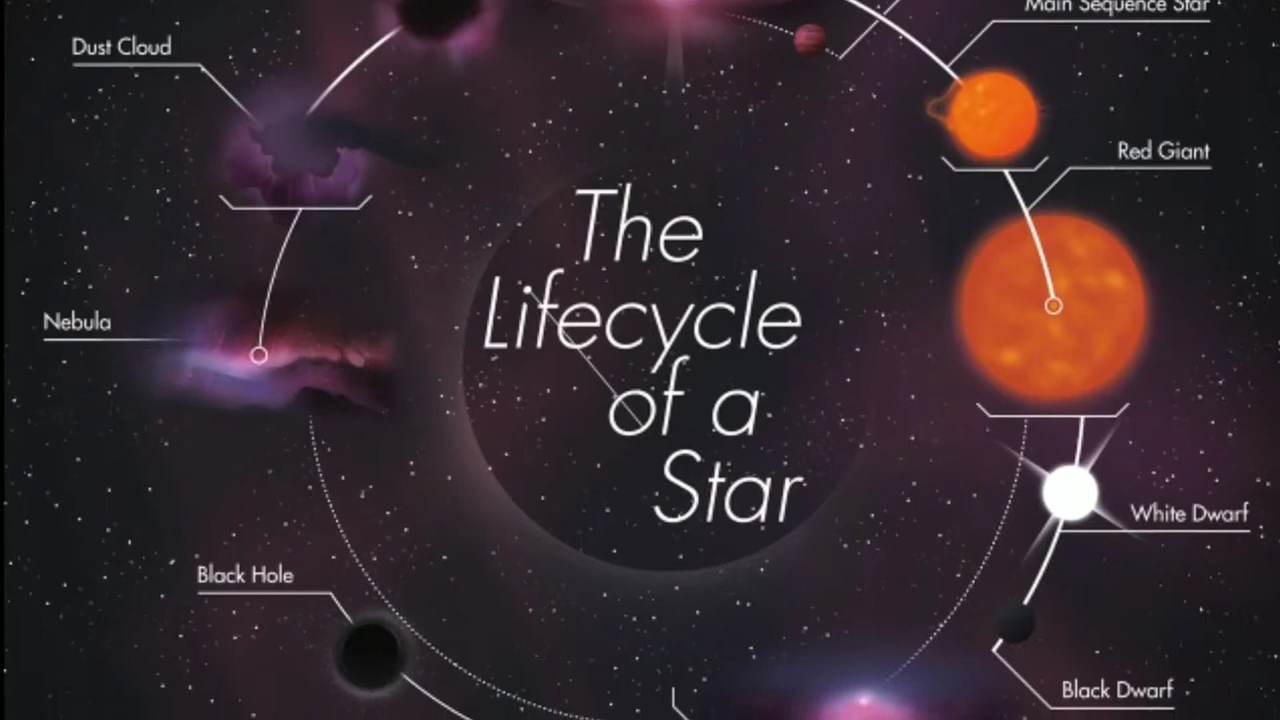 Main Sequence Star
Dust Cloud
Red Giant
The
Lifecycle
of a
Star
Nebula
White Dwarf
Black Hole
Black Dwarf